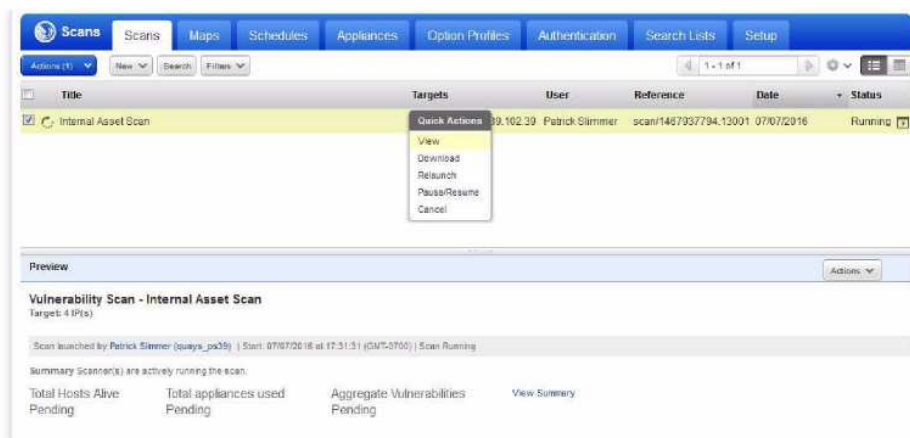 Scans Scans Maps Schedules Appliances Option Profiles Authentication Search Lists Setup
Actions (1) New Search Filters 1 - 1 of 1
Title Targets User Reference Date Status
Internal Asset Scan 39.102.39 Patrick Slimmer scan/1467937794.13001 07/07/2016 Running
Quick Actions
View
Download
Relaunch
Pause/Resume
Cancel
Preview Actions
Vulnerability Scan - Internal Asset Scan
Target: 4 IP(s)
Scan launched by Patrick Slimmer (quays_ps39) | Start: 07/07/2016 at 17:31:31 (GMT-0700) | Scan Running
Summary Scanner(s) are actively running the scan.
Total Hosts Alive Total appliances used Aggregate Vulnerabilities View Summary
Pending Pending Pending